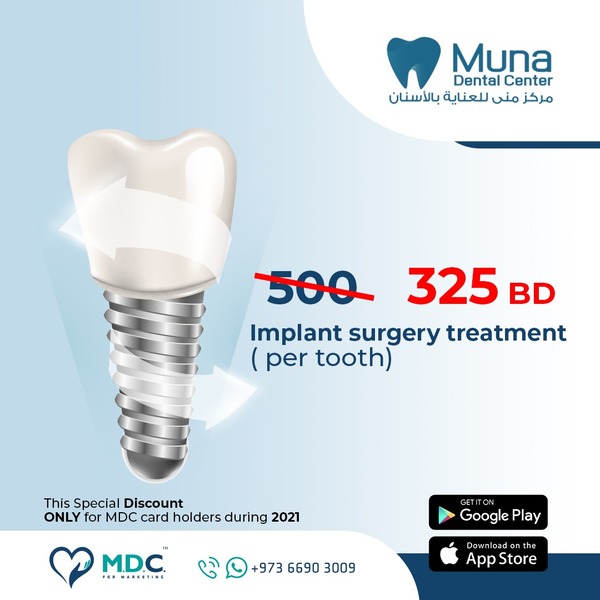 Muna
Dental Center
مركز منى للعناية بالأسنان
500 325 BD
Implant surgery treatment
( per tooth)
This Special Discount
ONLY for MDC card holders during 2021
GET IT ON
Google Play
Download on the
App Store
M.D.C.™
FOR MARKETING
+973 6690 3009